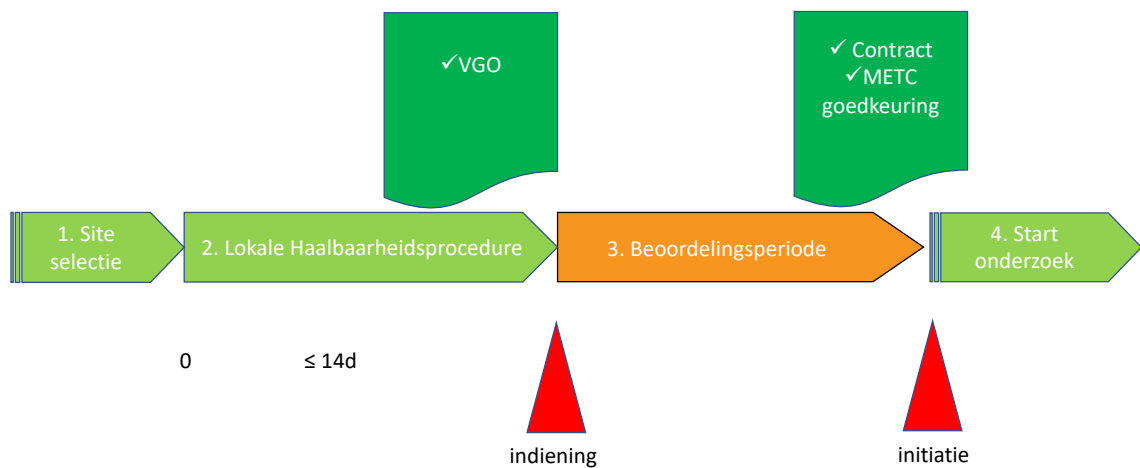 ✓VGO
✓ Contract
✓METC
goedkeuring
1. Site
selectie
2. Lokale Haalbaarheidsprocedure
3. Beoordelingsperiode
4. Start
onderzoek
0
≤ 14d
indiening
initiatie